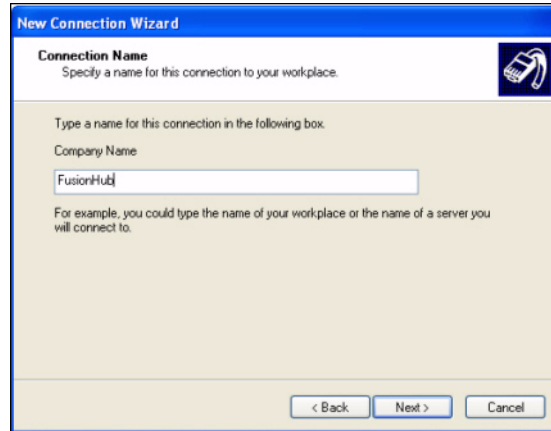 New Connection Wizard
Connection Name
Specify a name for this connection to your workplace.
Type a name for this connection in the following box.
Company Name
FusionHub
For example, you could type the name of your workplace or the name of a server you
will connect to.
< Back
Next >
Cancel